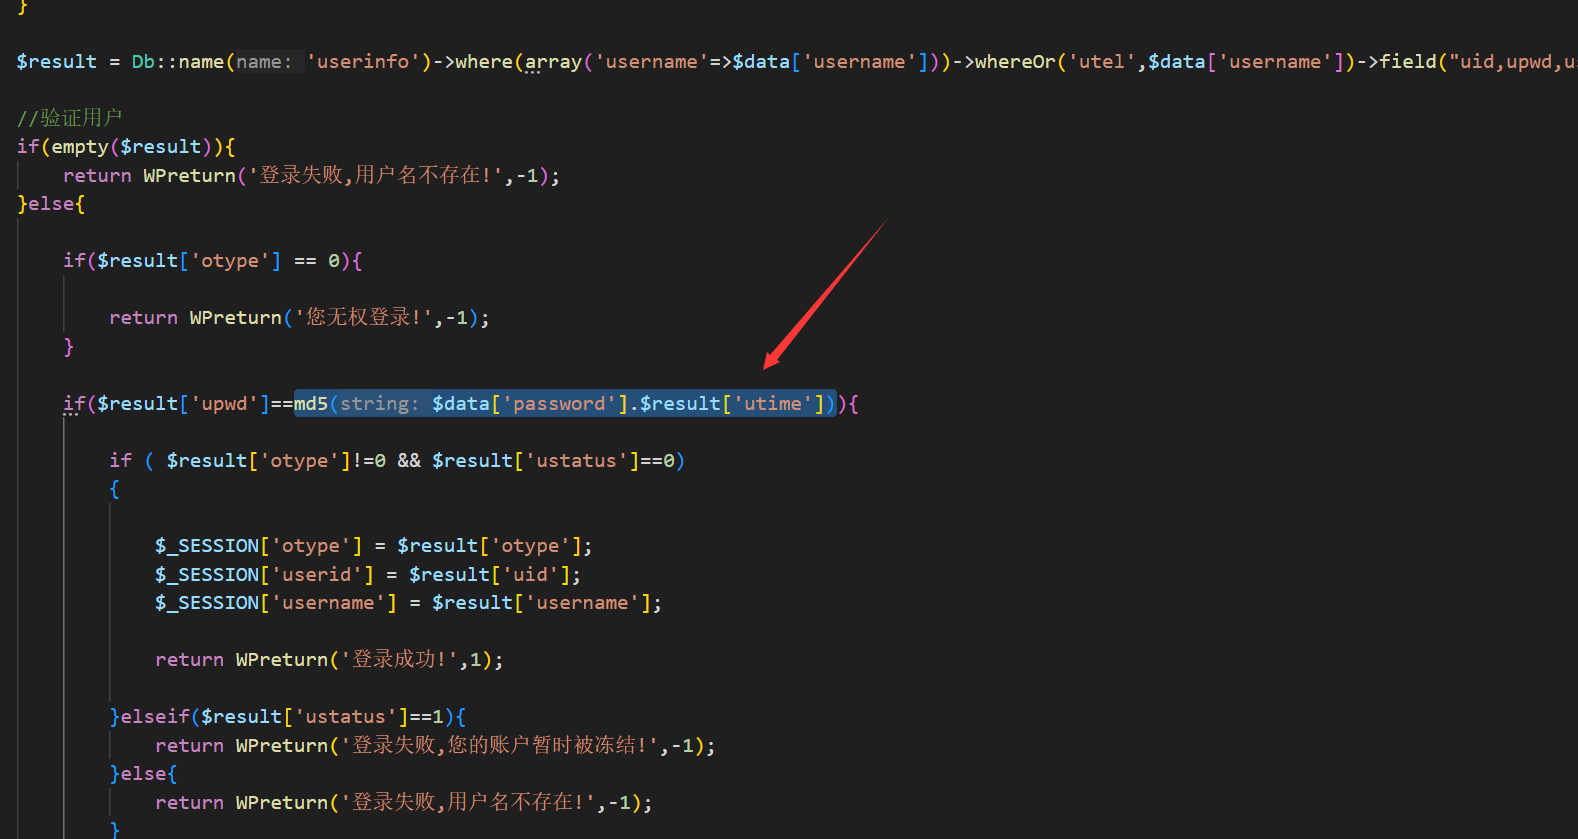 }
$result = Db::name(name: 'userinfo')->where(array('username'=>$data['username']))->whereOr('utel',$data['username'])->field("uid,upwd,us
//验证用户
if(empty($result)){
return WPreturn('登录失败,用户名不存在!',-1);
}else{
if($result['otype'] == 0){
return WPreturn('您无权登录!',-1);
}
if($result['upwd']==md5(string: $data['password'].$result['utime'])){
if ( $result['otype']!=0 && $result['ustatus']==0)
{
$_SESSION['otype'] = $result['otype'];
$_SESSION['userid'] = $result['uid'];
$_SESSION['username'] = $result['username'];
return WPreturn('登录成功!',1);
}elseif($result['ustatus']==1){
return WPreturn('登录失败,您的账户暂时被冻结!',-1);
}else{
return WPreturn('登录失败,用户名不存在!',-1);
}